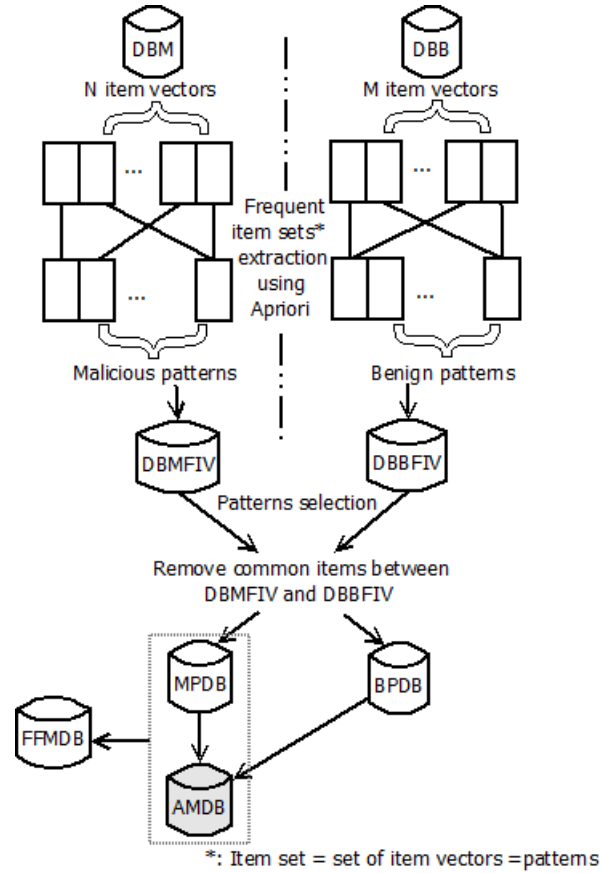 DBM
DBB
N item vectors
M item vectors
...
...
...
...
Frequent
item sets*
extraction
using
Apriori
Malicious patterns
Benign patterns
DBMFIV
DBBFIV
Patterns selection
Remove common items between
DBMFIV and DBBFIV
MPDB
BPDB
FFMDB
AMDB
*: Item set = set of item vectors =patterns